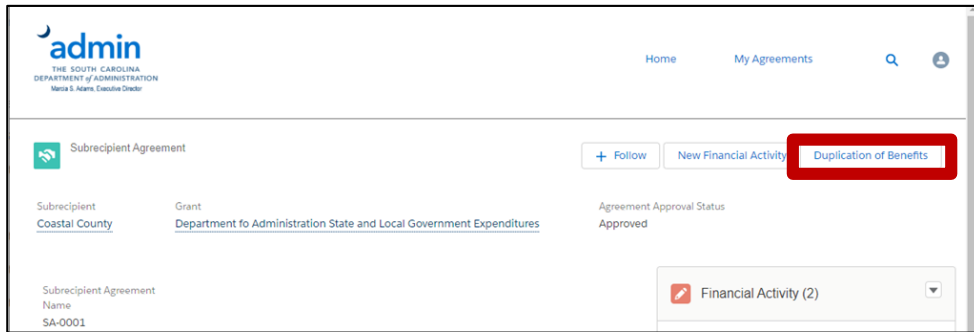 admin
THE SOUTH CAROLINA
DEPARTMENT of ADMINISTRATION
Marcia S. Adams, Executive Director
Home
My Agreements
Subrecipient Agreement
+ Follow
New Financial Activity
Duplication of Benefits
Subrecipient
Grant
Agreement Approval Status
Coastal County
Department fo Administration State and Local Government Expenditures
Approved
Subrecipient Agreement
Name
SA-0001
Financial Activity (2)